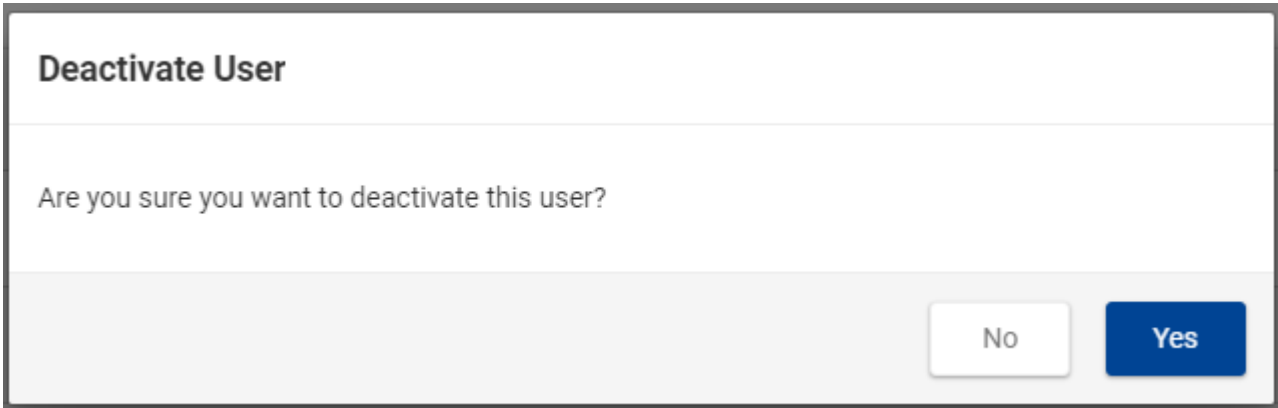 Deactivate User
Are you sure you want to deactivate this user?
No
Yes